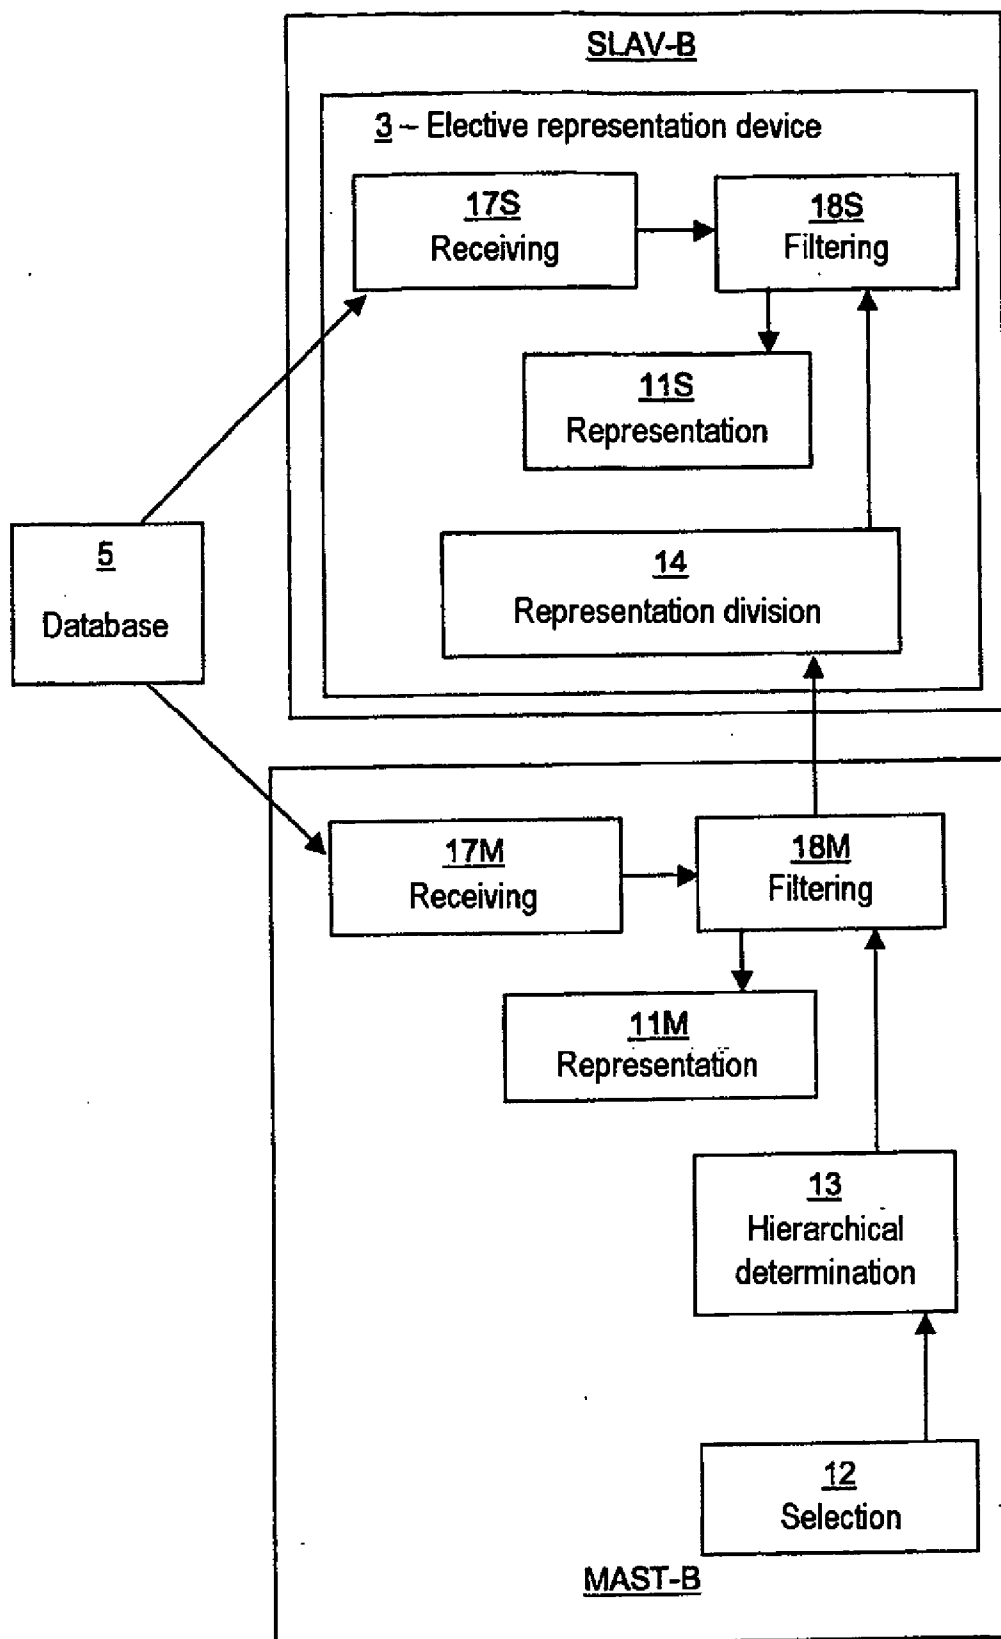 SLAV-B
3 – Elective representation device
17S
Receiving
18S
Filtering
11S
Representation
14
Representation division
5
Database
17M
Receiving
18M
Filtering
11M
Representation
13
Hierarchical
determination
12
Selection
MAST-B